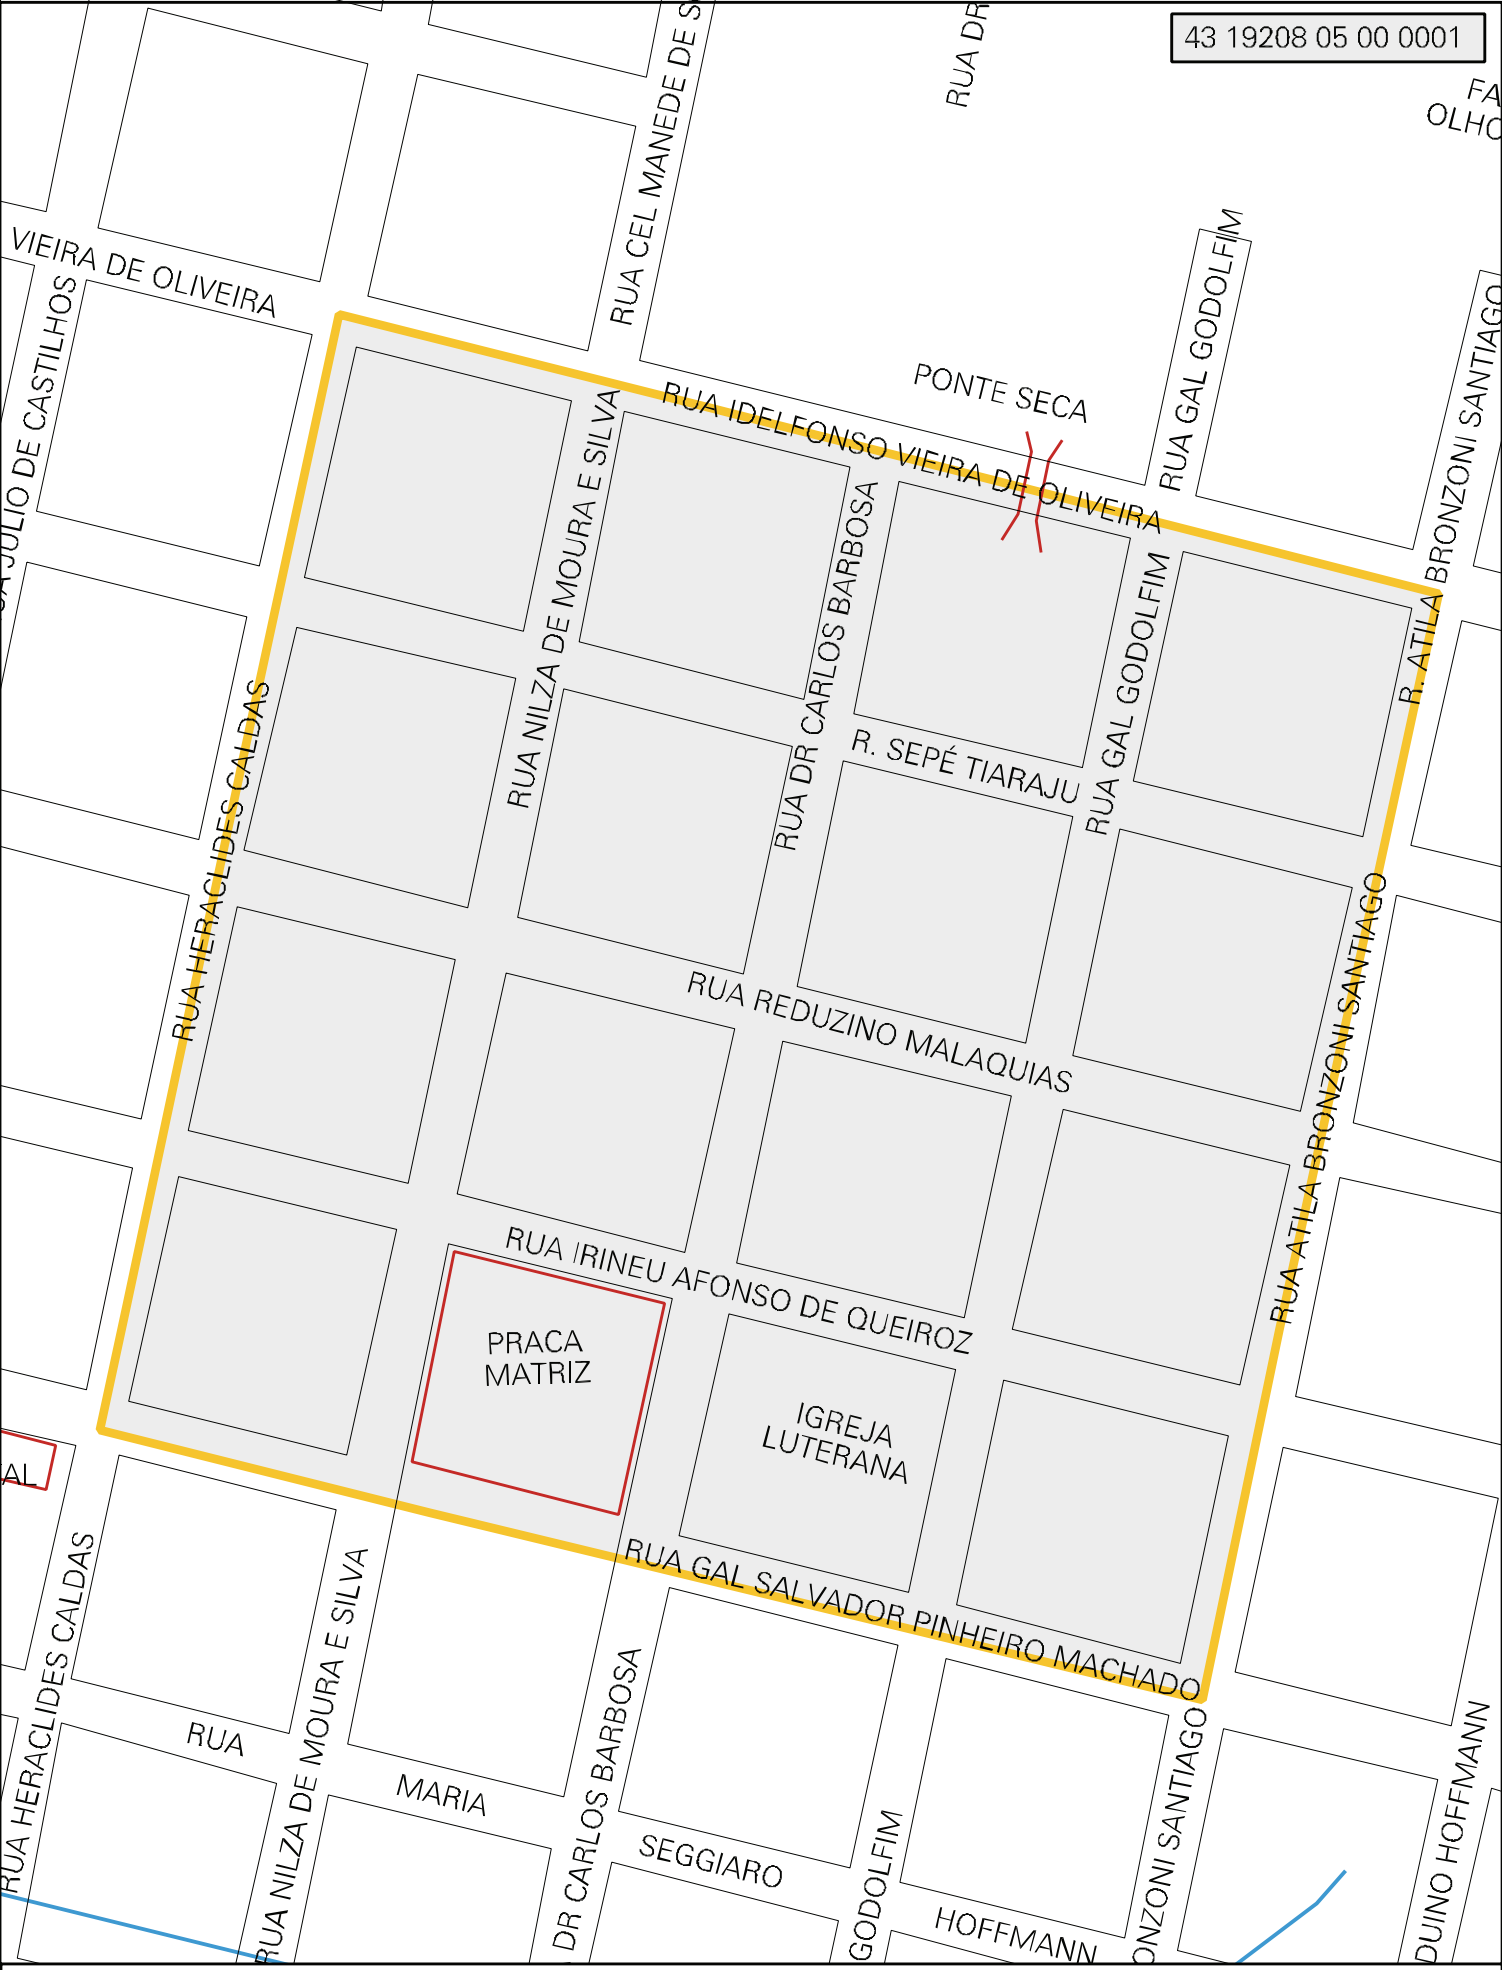 43 19208 05 00 0001
RUA DR
RUA CEL MANEDE DE S
FA
OLHO
VIEIRA DE OLIVEIRA
RUA GAL GODOLFIM
BRONZONI SANTIAGO
R. ATILA
JULIO DE CASTILHOS
PONTE SECA
RUA IDELFONSO VIEIRA DE OLIVEIRA
RUA NILZA DE MOURA E SILVA
RUA DR CARLOS BARBOSA
RUA GAL GODOLFIM
R. SEPÉ TIARAJU
RUA HERACLIDES CALDAS
RUA ATILA BRONZONI SANTIAGO
RUA REDUZINO MALAQUIAS
RUA IRINEU AFONSO DE QUEIROZ
PRACA
MATRIZ
IGREJA
LUTERANA
AL
RUA GAL SALVADOR PINHEIRO MACHADO
RUA HERACLIDES CALDAS
RUA NILZA DE MOURA E SILVA
DR CARLOS BARBOSA
GODOLFIM
ONZONI SANTIAGO
DUINO HOFFMANN
RUA
MARIA
SEGGIARO
HOFFMANN